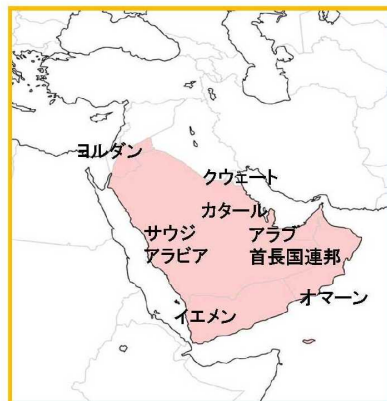 ヨルダン
クウェート
カタール
サウジ
アラビア
アラブ
首長国連邦
オマーン
イエメン